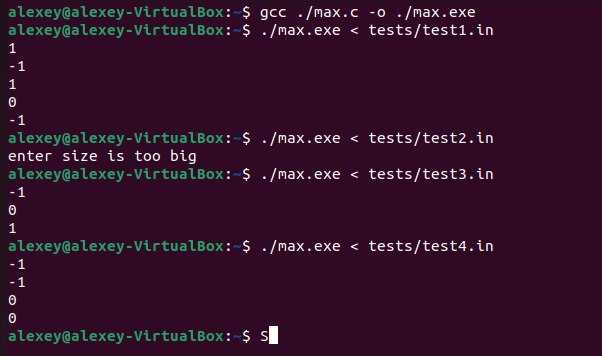 alexey@alexey-VirtualBox:~$ gcc ./max.c -o ./max.exe
alexey@alexey-VirtualBox:~$ ./max.exe < tests/test1.in
1
-1
1
0
-1
alexey@alexey-VirtualBox:~$ ./max.exe < tests/test2.in
enter size is too big
alexey@alexey-VirtualBox:~$ ./max.exe < tests/test3.in
-1
0
1
alexey@alexey-VirtualBox:~$ ./max.exe < tests/test4.in
-1
-1
0
0
alexey@alexey-VirtualBox:~$ S